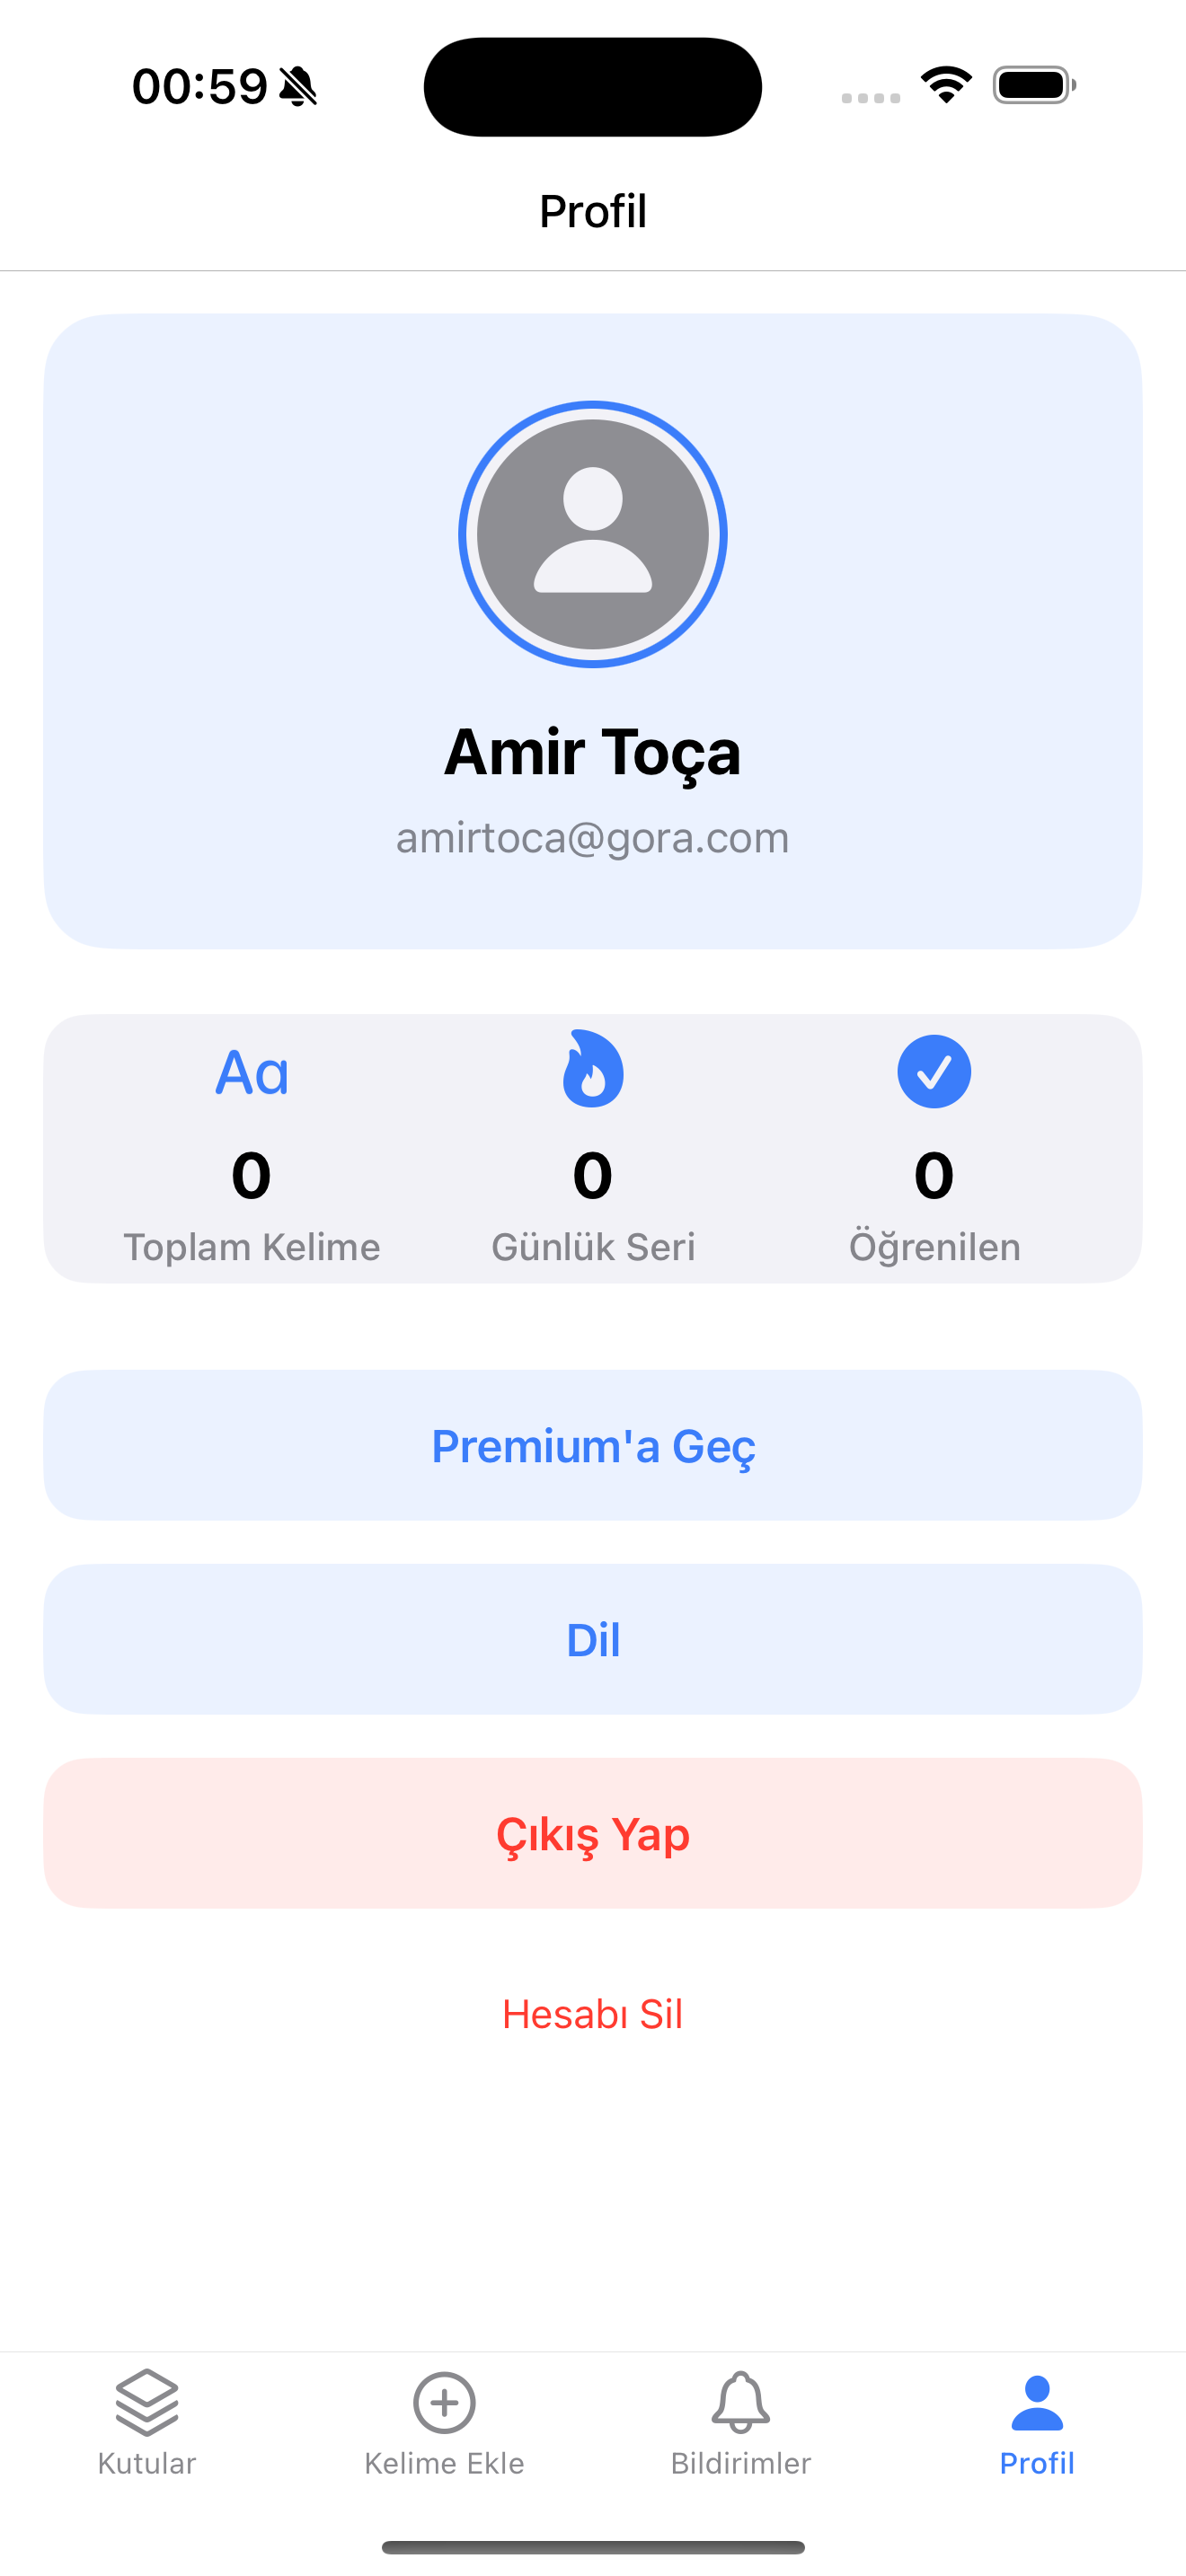 00:59
Profil
Amir Toça
amirtoca@gora.com
Aa
0 0 0
Toplam Kelime Günlük Seri Öğrenilen
Premium'a Geç
Dil
Çıkış Yap
Hesabı Sil
Kutular Kelime Ekle Bildirimler Profil